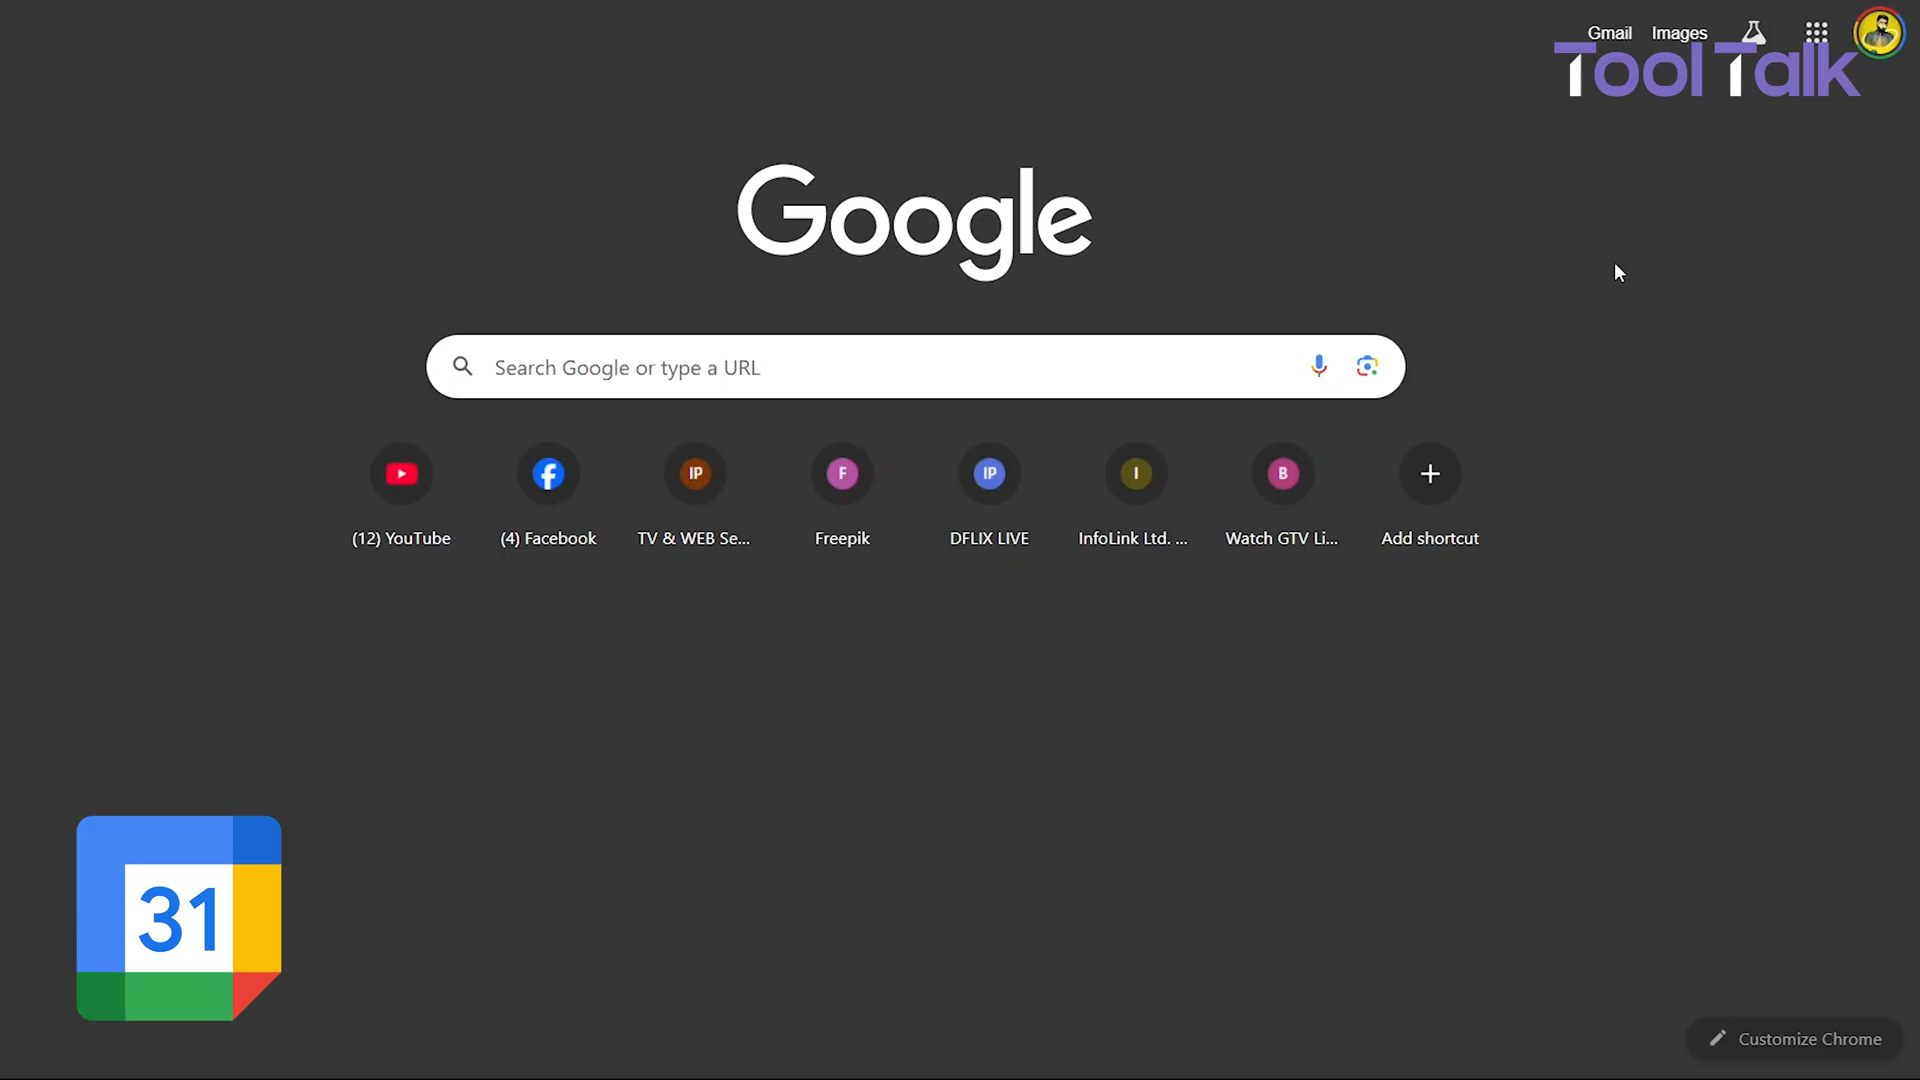 Gmail Images
Tool Talk
Google
Search Google or type a URL
IP F IP I B
(12) YouTube (4) Facebook TV & WEB Se... Freepik DFLIX LIVE InfoLink Ltd. ... Watch GTV Li... Add shortcut
31
Customize Chrome